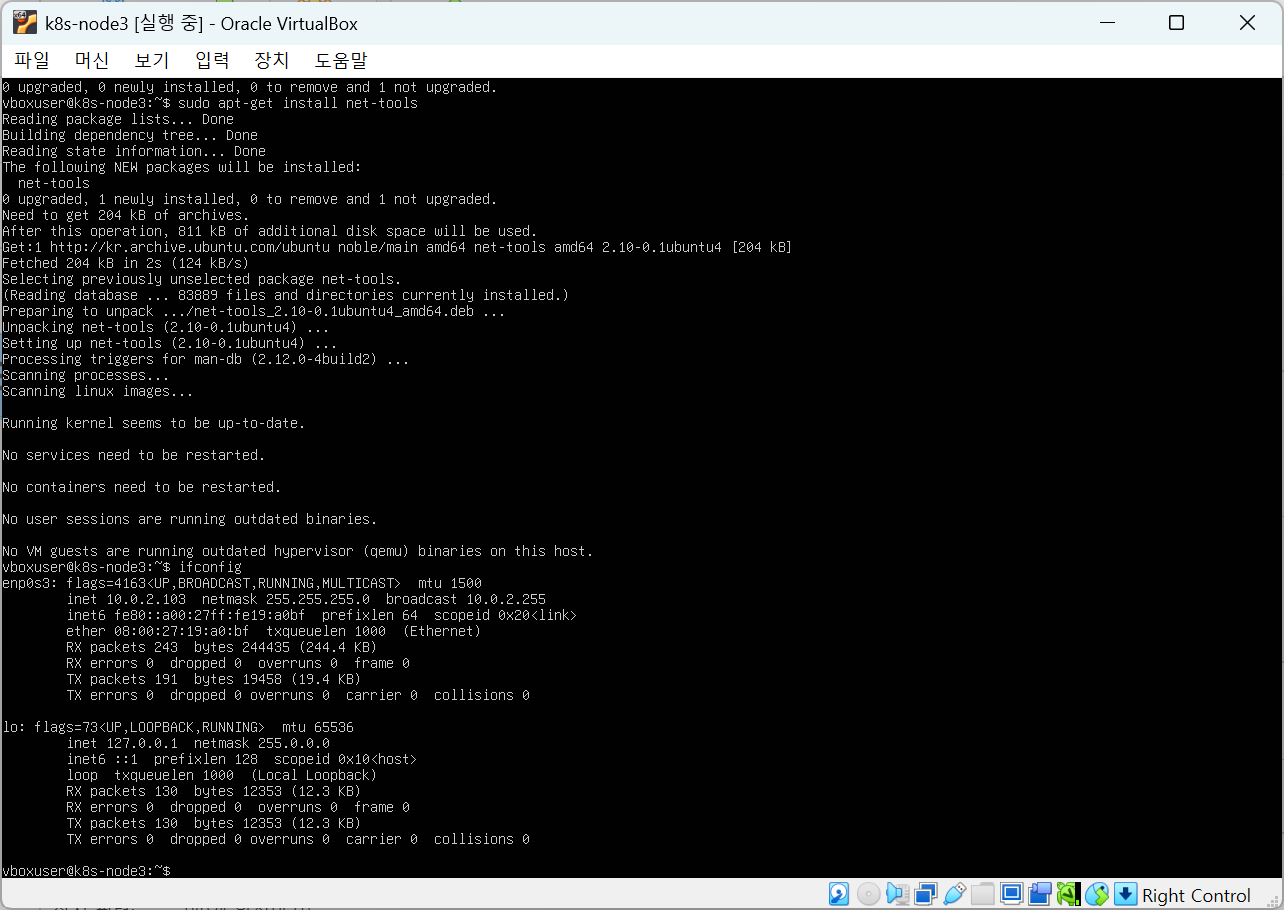 k8s-node3 [실행 중] - Oracle VirtualBox
파일 머신 보기 입력 장치 도움말
0 upgraded, 0 newly installed, 0 to remove and 1 not upgraded.
vboxuser@k8s-node3:~$ sudo apt-get install net-tools
Reading package lists... Done
Building dependency tree... Done
Reading state information... Done
The following NEW packages will be installed:
  net-tools
0 upgraded, 1 newly installed, 0 to remove and 1 not upgraded.
Need to get 204 kB of archives.
After this operation, 811 kB of additional disk space will be used.
Get:1 http://kr.archive.ubuntu.com/ubuntu noble/main amd64 net-tools amd64 2.10-0.1ubuntu4 [204 kB]
Fetched 204 kB in 2s (124 kB/s)
Selecting previously unselected package net-tools.
(Reading database ... 83889 files and directories currently installed.)
Preparing to unpack .../net-tools_2.10-0.1ubuntu4_amd64.deb ...
Unpacking net-tools (2.10-0.1ubuntu4) ...
Setting up net-tools (2.10-0.1ubuntu4) ...
Processing triggers for man-db (2.12.0-4build2) ...
Scanning processes...
Scanning linux images...
Running kernel seems to be up-to-date.
No services need to be restarted.
No containers need to be restarted.
No user sessions are running outdated binaries.
No VM guests are running outdated hypervisor (qemu) binaries on this host.
vboxuser@k8s-node3:~$ ifconfig
enp0s3: flags=4163<UP,BROADCAST,RUNNING,MULTICAST>  mtu 1500
        inet 10.0.2.103  netmask 255.255.255.0  broadcast 10.0.2.255
        inet6 fe80::a00:27ff:fe19:a0bf  prefixlen 64  scopeid 0x20<link>
        ether 08:00:27:19:a0:bf  txqueuelen 1000  (Ethernet)
        RX packets 243  bytes 244435 (244.4 KB)
        RX errors 0  dropped 0  overruns 0  frame 0
        TX packets 191  bytes 19458 (19.4 KB)
        TX errors 0  dropped 0 overruns 0  carrier 0  collisions 0
lo: flags=73<UP,LOOPBACK,RUNNING>  mtu 65536
        inet 127.0.0.1  netmask 255.0.0.0
        inet6 ::1  prefixlen 128  scopeid 0x10<host>
        loop  txqueuelen 1000  (Local Loopback)
        RX packets 130  bytes 12353 (12.3 KB)
        RX errors 0  dropped 0  overruns 0  frame 0
        TX packets 130  bytes 12353 (12.3 KB)
        TX errors 0  dropped 0 overruns 0  carrier 0  collisions 0
vboxuser@k8s-node3:~$
Right Control